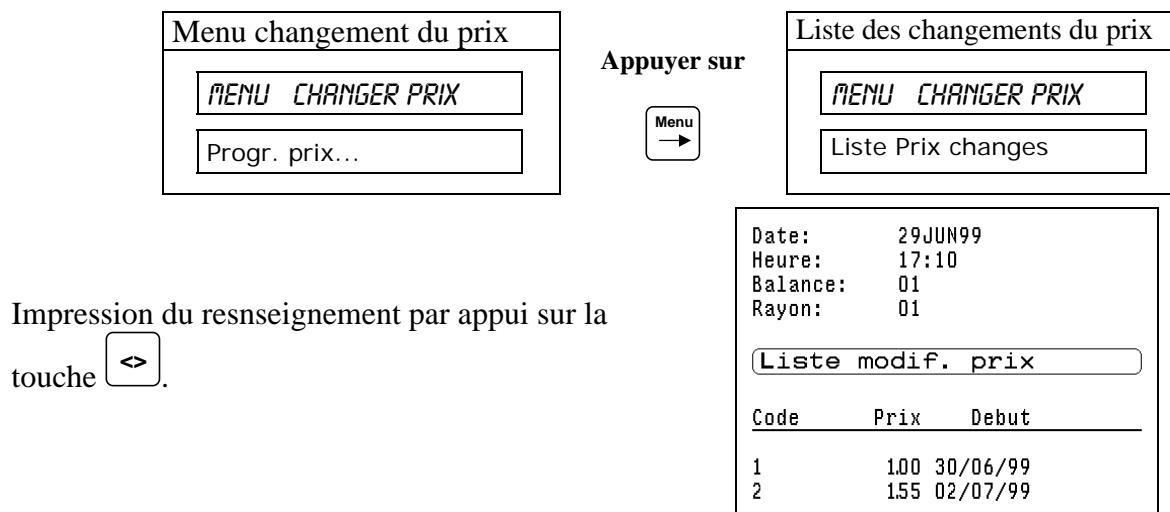 Menu changement du prix
MENU CHANGER PRIX
Progr. prix...
Appuyer sur
Menu
Liste des changements du prix
MENU CHANGER PRIX
Liste Prix changes
Impression du resnseignement par appui sur la
touche <>.
Date: 29JUN99
Heure: 17:10
Balance: 01
Rayon: 01
Liste modif. prix
Code Prix Debut
1 1.00 30/06/99
2 1.55 02/07/99